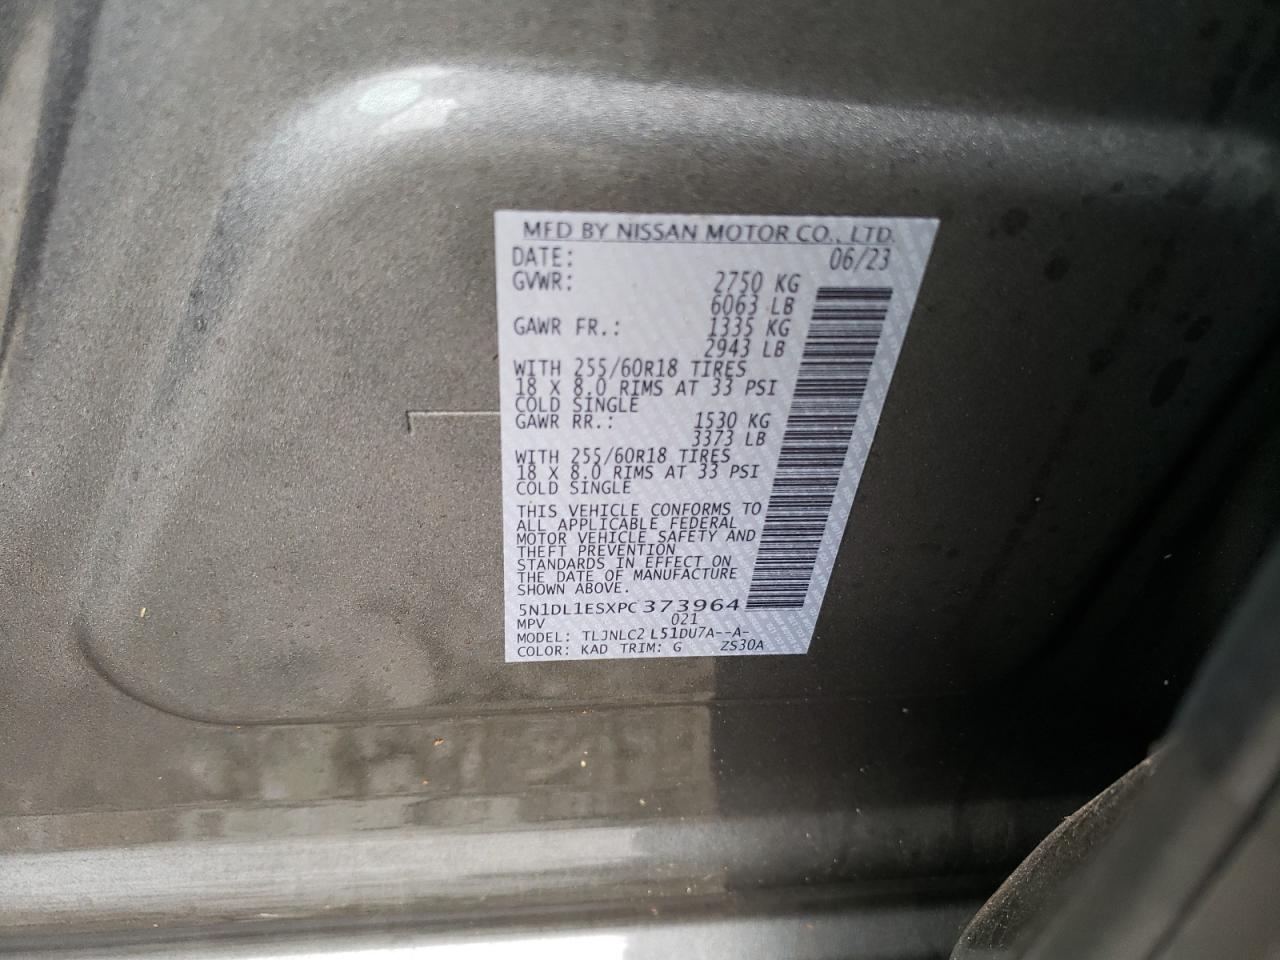 MFD BY NISSAN MOTOR CO., LTD.
DATE: 06/23
GVWR: 2750 KG
6063 LB
GAWR FR.: 1335 KG
2943 LB
WITH 255/60R18 TIRES
18 X 8.0 RIMS AT 33 PSI
COLD SINGLE
GAWR RR.: 1530 KG
3373 LB
WITH 255/60R18 TIRES
18 X 8.0 RIMS AT 33 PSI
COLD SINGLE
THIS VEHICLE CONFORMS TO
ALL APPLICABLE FEDERAL
MOTOR VEHICLE SAFETY AND
THEFT PREVENTION
STANDARDS IN EFFECT ON
THE DATE OF MANUFACTURE
SHOWN ABOVE.
5N1DL1ESXPC373964
MPV 021
MODEL: TLJNLC2 L51DU7A--A-
COLOR: KAD TRIM: G ZS30A